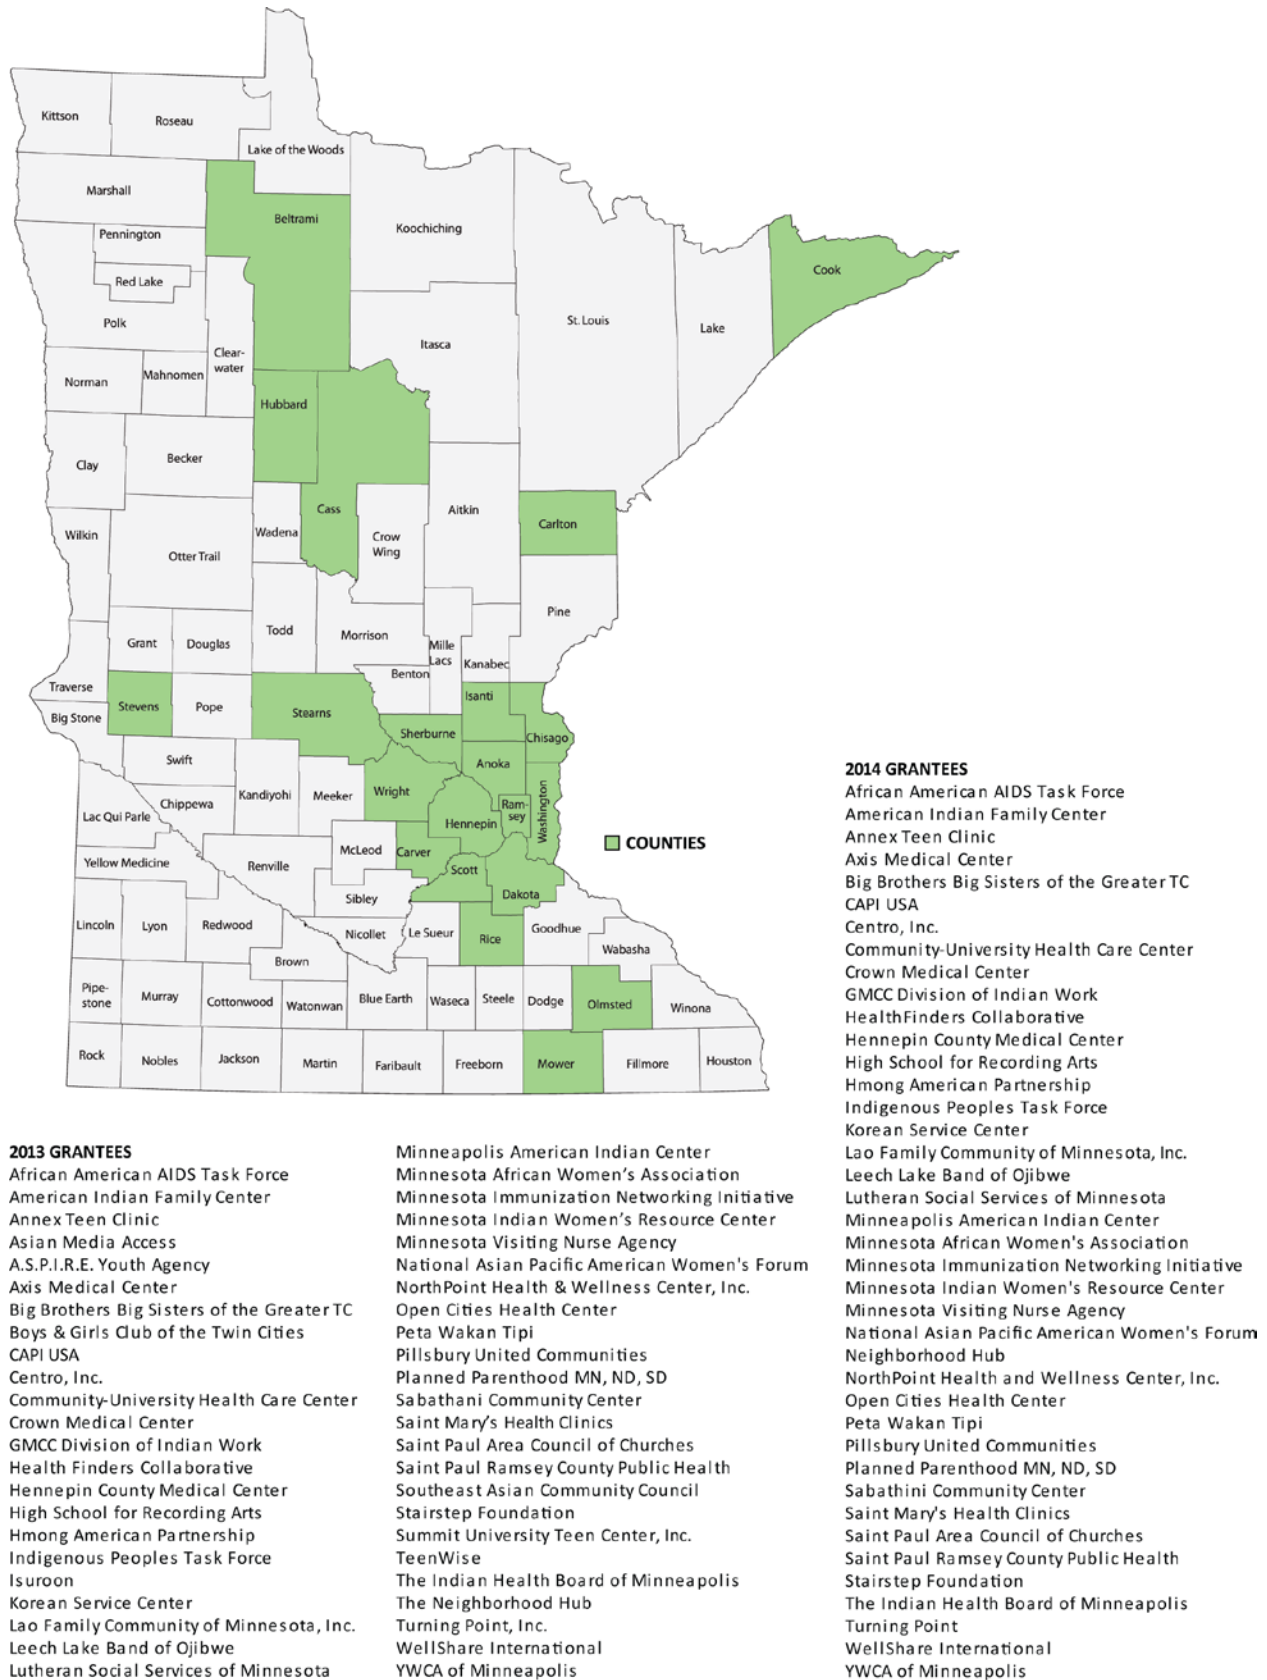 Kittson
Roseau
Lake of the Woods
Marshall
Beltrami
Koochiching
Pennington
Red Lake
Polk
Cook
St. Louis
Lake
Itasca
Clear-
water
Norman
Mahnomen
Hubbard
Clay
Becker
Cass
Wadena
Crow
Wing
Aitkin
Carlton
Wilkin
Otter Trail
Pine
Grant
Douglas
Todd
Morrison
Mille
Lacs
Kanabec
Benton
Traverse
Big Stone
Stevens
Pope
Stearns
Isanti
Sherburne
Chisago
Swift
Anoka
Kandiyohi
Meeker
Wright
Chippewa
Lac Qui Parle
Ram-
sey
Washington
Hennepin
McLeod
Carver
Yellow Medicine
Renville
Scott
Sibley
Dakota
Lincoln
Lyon
Redwood
Nicollet
Le Sueur
Rice
Goodhue
Wabasha
Brown
Pipe-
stone
Murray
Cottonwood
Watonwan
Blue Earth
Waseca
Steele
Dodge
Olmsted
Winona
Rock
Nobles
Jackson
Martin
Faribault
Freeborn
Mower
Fillmore
Houston
COUNTIES
2013 GRANTEES
African American AIDS Task Force
American Indian Family Center
Annex Teen Clinic
Asian Media Access
A.S.P.I.R.E. Youth Agency
Axis Medical Center
Big Brothers Big Sisters of the Greater TC
Boys & Girls Club of the Twin Cities
CAPI USA
Centro, Inc.
Community-University Health Care Center
Crown Medical Center
GMCC Division of Indian Work
Health Finders Collaborative
Hennepin County Medical Center
High School for Recording Arts
Hmong American Partnership
Indigenous Peoples Task Force
Isuroon
Korean Service Center
Lao Family Community of Minnesota, Inc.
Leech Lake Band of Ojibwe
Lutheran Social Services of Minnesota
Minneapolis American Indian Center
Minnesota African Women’s Association
Minnesota Immunization Networking Initiative
Minnesota Indian Women’s Resource Center
Minnesota Visiting Nurse Agency
National Asian Pacific American Women's Forum
NorthPoint Health & Wellness Center, Inc.
Open Cities Health Center
Peta Wakan Tipi
Pillsbury United Communities
Planned Parenthood MN, ND, SD
Sabathani Community Center
Saint Mary’s Health Clinics
Saint Paul Area Council of Churches
Saint Paul Ramsey County Public Health
Southeast Asian Community Council
Stairstep Foundation
Summit University Teen Center, Inc.
TeenWise
The Indian Health Board of Minneapolis
The Neighborhood Hub
Turning Point, Inc.
WellShare International
YWCA of Minneapolis
2014 GRANTEES
African American AIDS Task Force
American Indian Family Center
Annex Teen Clinic
Axis Medical Center
Big Brothers Big Sisters of the Greater TC
CAPI USA
Centro, Inc.
Community-University Health Care Center
Crown Medical Center
GMCC Division of Indian Work
HealthFinders Collaborative
Hennepin County Medical Center
High School for Recording Arts
Hmong American Partnership
Indigenous Peoples Task Force
Korean Service Center
Lao Family Community of Minnesota, Inc.
Leech Lake Band of Ojibwe
Lutheran Social Services of Minnesota
Minneapolis American Indian Center
Minnesota African Women's Association
Minnesota Immunization Networking Initiative
Minnesota Indian Women's Resource Center
Minnesota Visiting Nurse Agency
National Asian Pacific American Women's Forum
Neighborhood Hub
NorthPoint Health and Wellness Center, Inc.
Open Cities Health Center
Peta Wakan Tipi
Pillsbury United Communities
Planned Parenthood MN, ND, SD
Sabathini Community Center
Saint Mary's Health Clinics
Saint Paul Area Council of Churches
Saint Paul Ramsey County Public Health
Stairstep Foundation
The Indian Health Board of Minneapolis
Turning Point
WellShare International
YWCA of Minneapolis